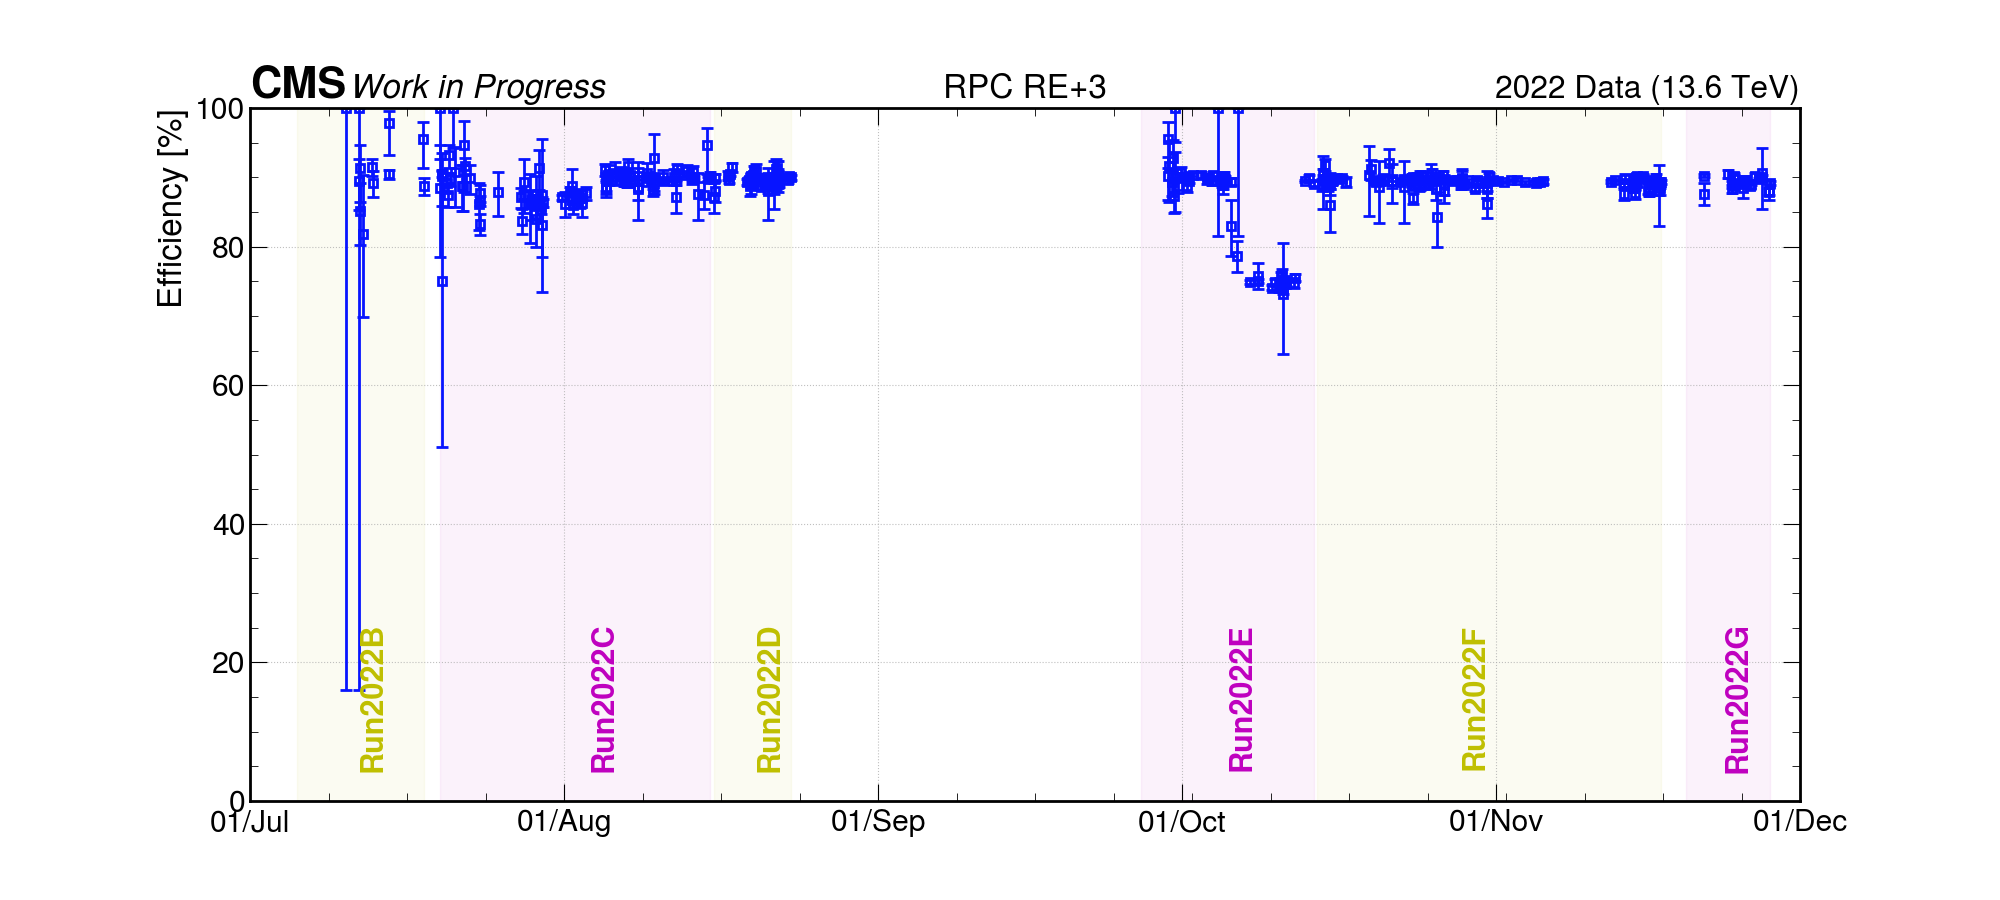 CMS Work in Progress RPC RE+3 2022 Data (13.6 TeV)
Efficiency [%]
100
80
60
40
20
0
Run2022B Run2022C Run2022D Run2022E Run2022F Run2022G
01/Jul 01/Aug 01/Sep 01/Oct 01/Nov 01/Dec